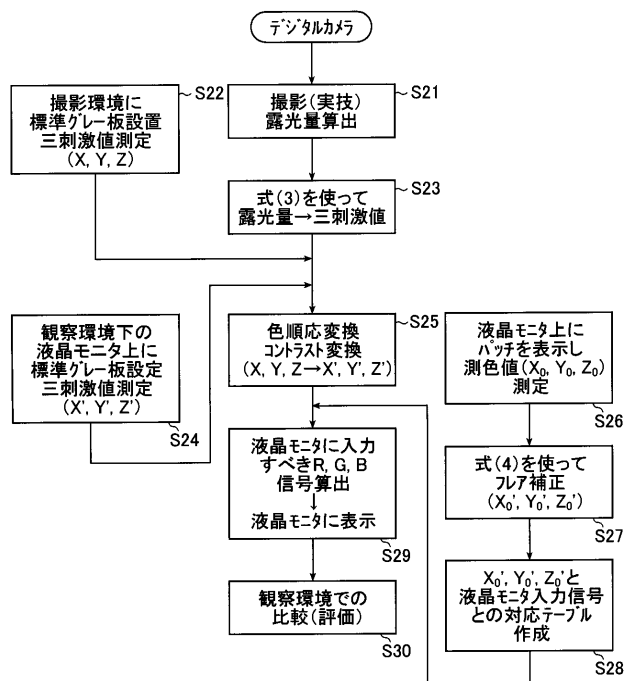 デジタルカメラ
S21
撮影(実技)
露光量算出
S22
撮影環境に
標準グレー板設置
三刺激値測定
(X, Y, Z)
S23
式(3)を使って
露光量→三刺激値
観察環境下の
液晶モニタ上に
標準グレー板設定
三刺激値測定
(X', Y', Z')
S24
S25
色順応変換
コントラスト変換
(X, Y, Z→X', Y', Z')
液晶モニタ上に
パッチを表示し
測色値(X₀, Y₀, Z₀)
測定
S26
式(4)を使って
フレア補正
(X₀', Y₀', Z₀')
S27
X₀', Y₀', Z₀'と
液晶モニタ入力信号
との対応テーブル
作成
S28
液晶モニタに入力
すべきR, G, B
信号算出
↓
液晶モニタに表示
S29
観察環境での
比較(評価)
S30